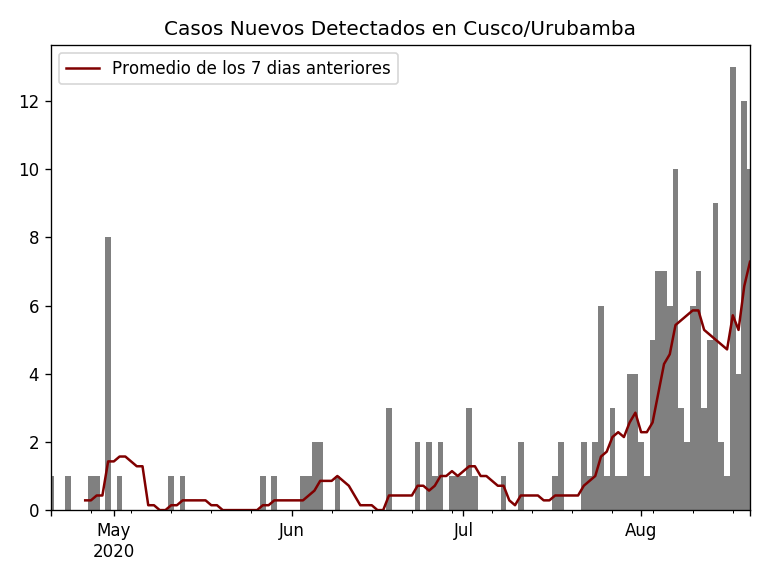 Casos Nuevos Detectados en Cusco/Urubamba
Promedio de los 7 dias anteriores
12
10
8
6
4
2
0
May
2020
Jun
Jul
Aug